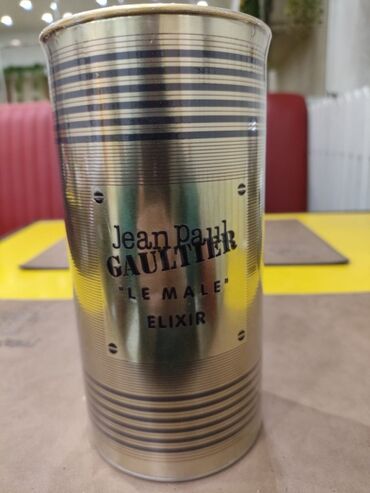 Jean Paul
GAULTIER
"LE MALE"
ELIXIR